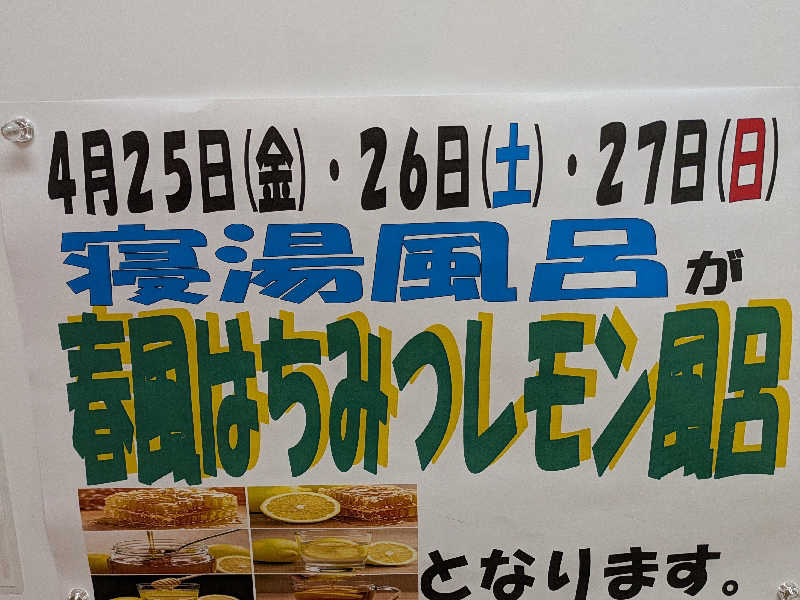 4月25日(金)・26日(土)・27日(日)
寝湯風呂が
春風はちみつレモン風呂
となります。